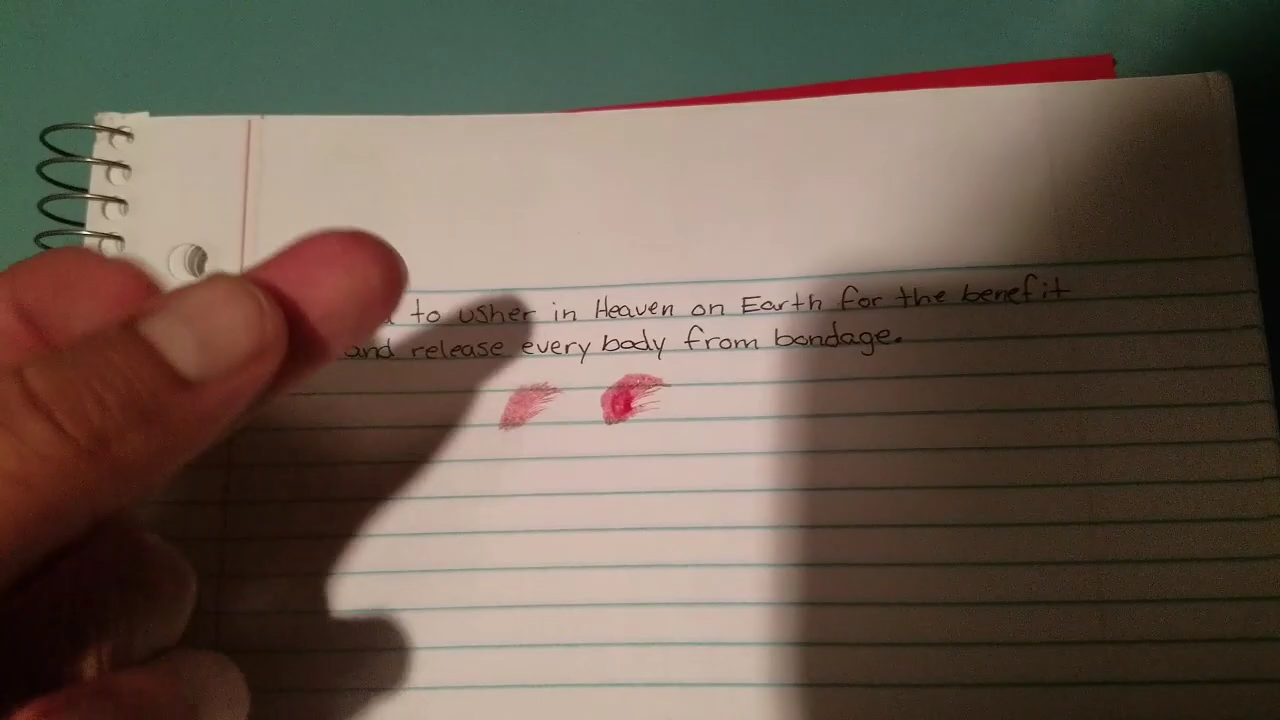 to usher in Heaven on Earth for the benefit
and release every body from bondage.